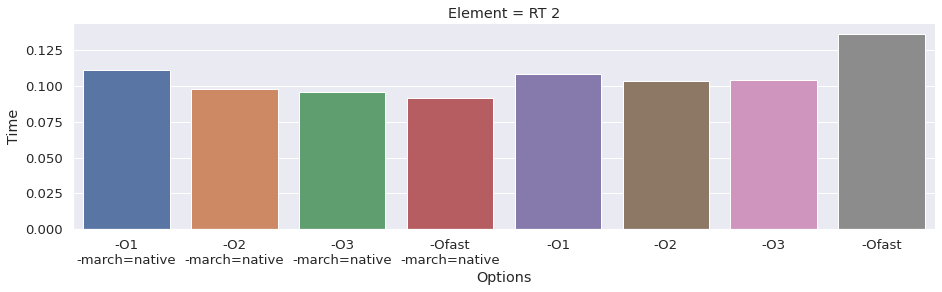 Element = RT 2
Time
0.125
0.100
0.075
0.050
0.025
0.000
-O1 -O2 -O3 -Ofast -O1 -O2 -O3 -Ofast
-march=native -march=native -march=native -march=native
Options